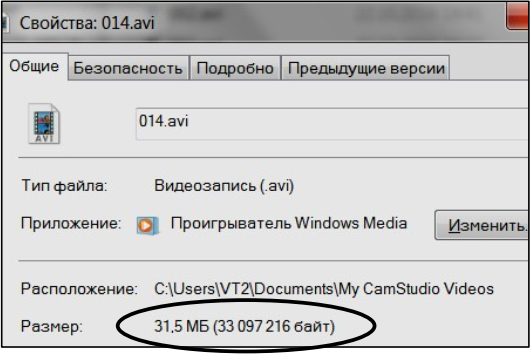 Свойства: 014.avi
Общие Безопасность Подробно Предыдущие версии
AVI
014.avi
Тип файла: Видеозапись (.avi)
Приложение: Проигрыватель Windows Media Изменить.
Расположение: C:\Users\VT2\Documents\My CamStudio Videos
Размер: 31,5 МБ (33 097 216 байт)